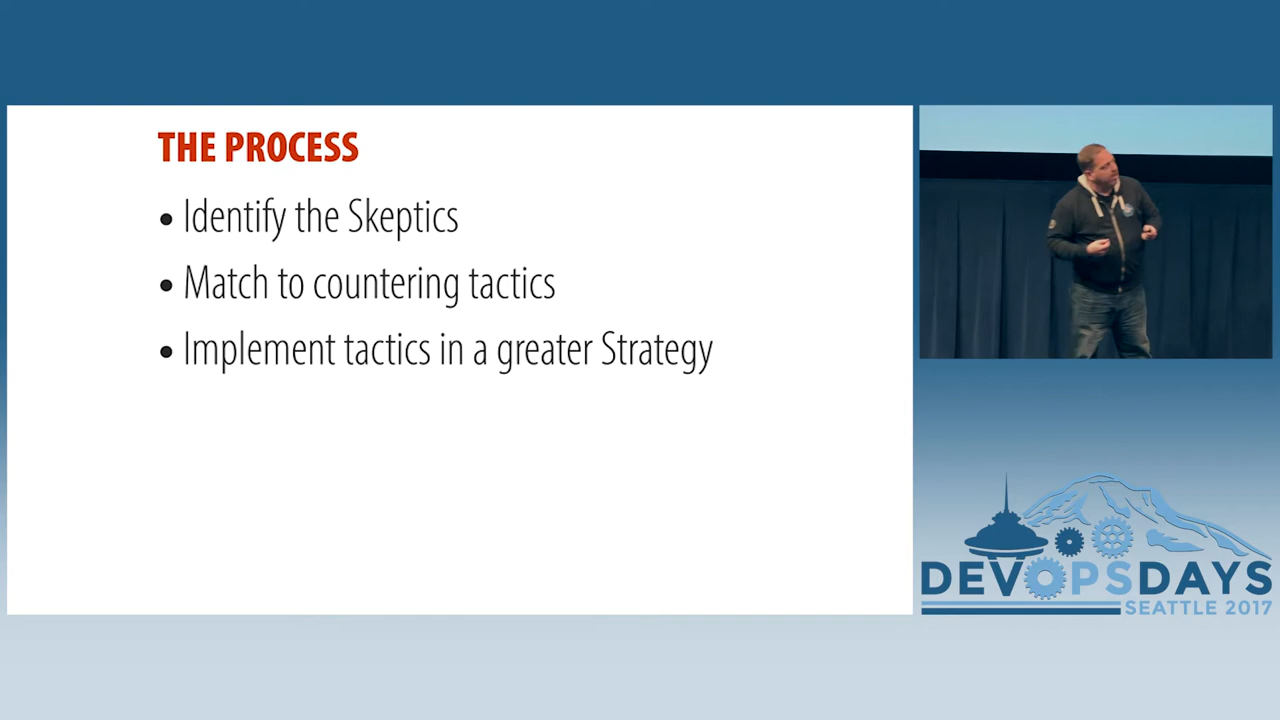 THE PROCESS
• Identify the Skeptics
• Match to countering tactics
• Implement tactics in a greater Strategy
DEVOPSDAYS
SEATTLE 2017